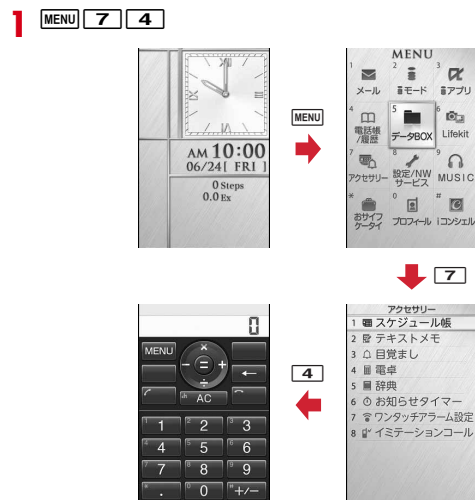 1 MENU 7 4
AM 10:00
06/24[ FRI ]
0 Steps
0.0 Ex
MENU
MENU
1 メール
2 iモード
3 iアプリ
4 電話帳/履歴
5 データBOX
6 Lifekit
7 アクセサリー
8 設定/NWサービス
9 MUSIC
* おサイフケータイ
0 プロフィール
# iコンシェル
7
アクセサリー
1 スケジュール帳
2 テキストメモ
3 目覚まし
4 電卓
5 辞典
6 お知らせタイマー
7 ワンタッチアラーム設定
8 イミテーションコール
4
0
MENU × ÷ - = + ←
AC
1 2 3
4 5 6
7 8 9
. 0 +/−